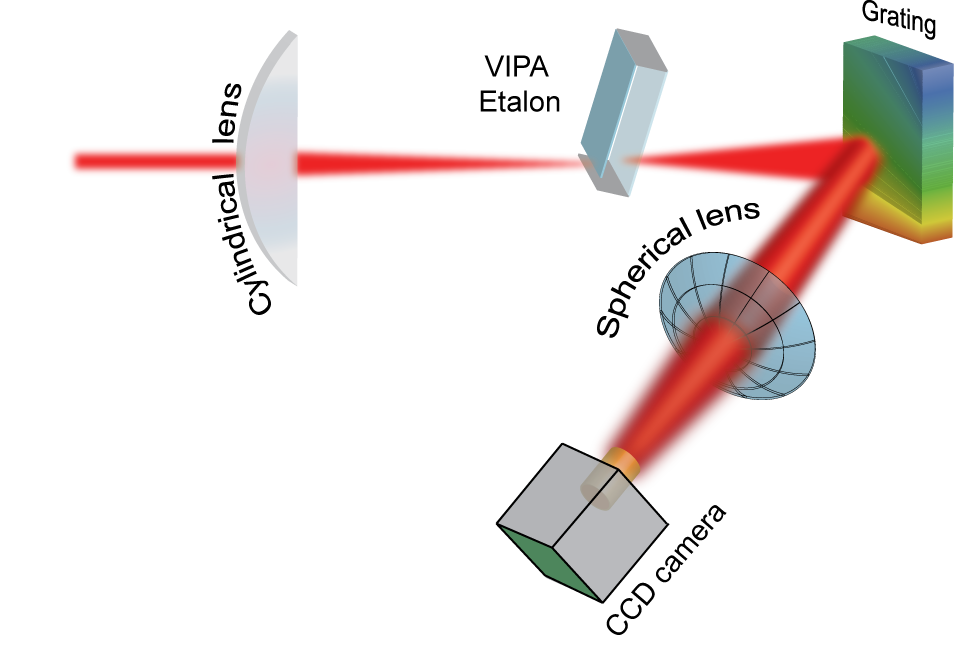 Grating
VIPA
Etalon
Cylindrical lens
Spherical lens
CCD camera